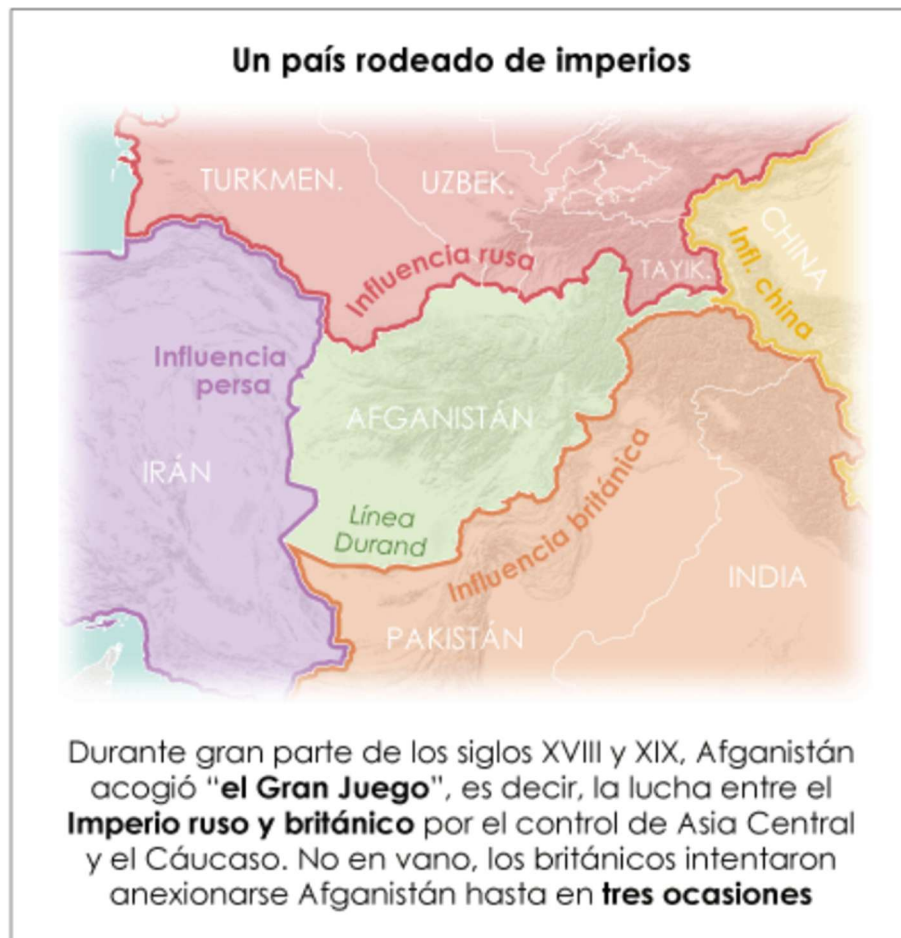 Un país rodeado de imperios
TURKMEN.
UZBEK.
CHINA
Influencia rusa
TAYIK.
Infl. china
Influencia
persa
AFGANISTÁN
IRÁN
Línea
Durand
Influencia británica
INDIA
PAKISTÁN
Durante gran parte de los siglos XVIII y XIX, Afganistán
acogió “el Gran Juego”, es decir, la lucha entre el
Imperio ruso y británico por el control de Asia Central
y el Cáucaso. No en vano, los británicos intentaron
anexionarse Afganistán hasta en tres ocasiones